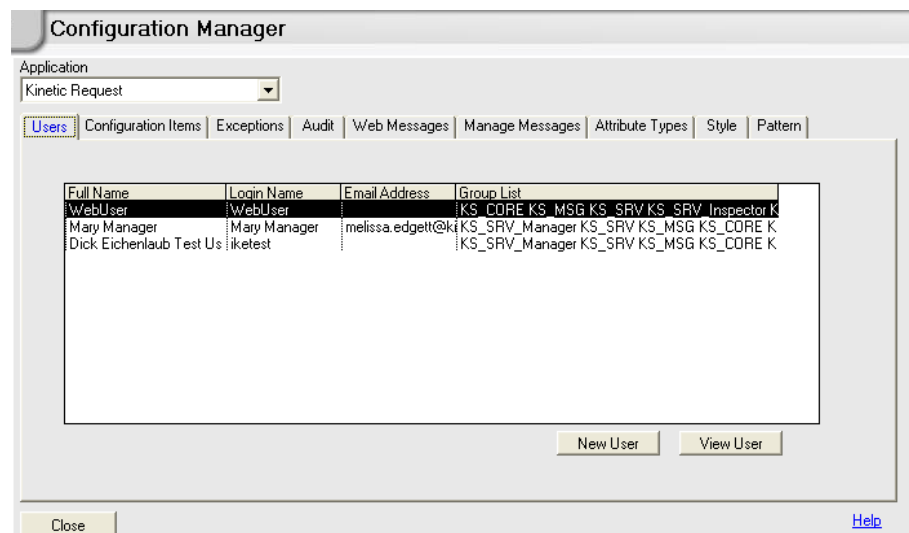 Configuration Manager
Application
Kinetic Request
Users Configuration Items Exceptions Audit Web Messages Manage Messages Attribute Types Style Pattern
Full Name Login Name Email Address Group List
WebUser WebUser KS_CORE KS_MSG KS_SRV KS_SRV_Inspector K
Mary Manager Mary Manager melissa.edgett@ki KS_SRV_Manager KS_SRV KS_MSG KS_CORE K
Dick Eichenlaub Test Us iketest KS_SRV_Manager KS_SRV KS_MSG KS_CORE K
New User View User
Close Help